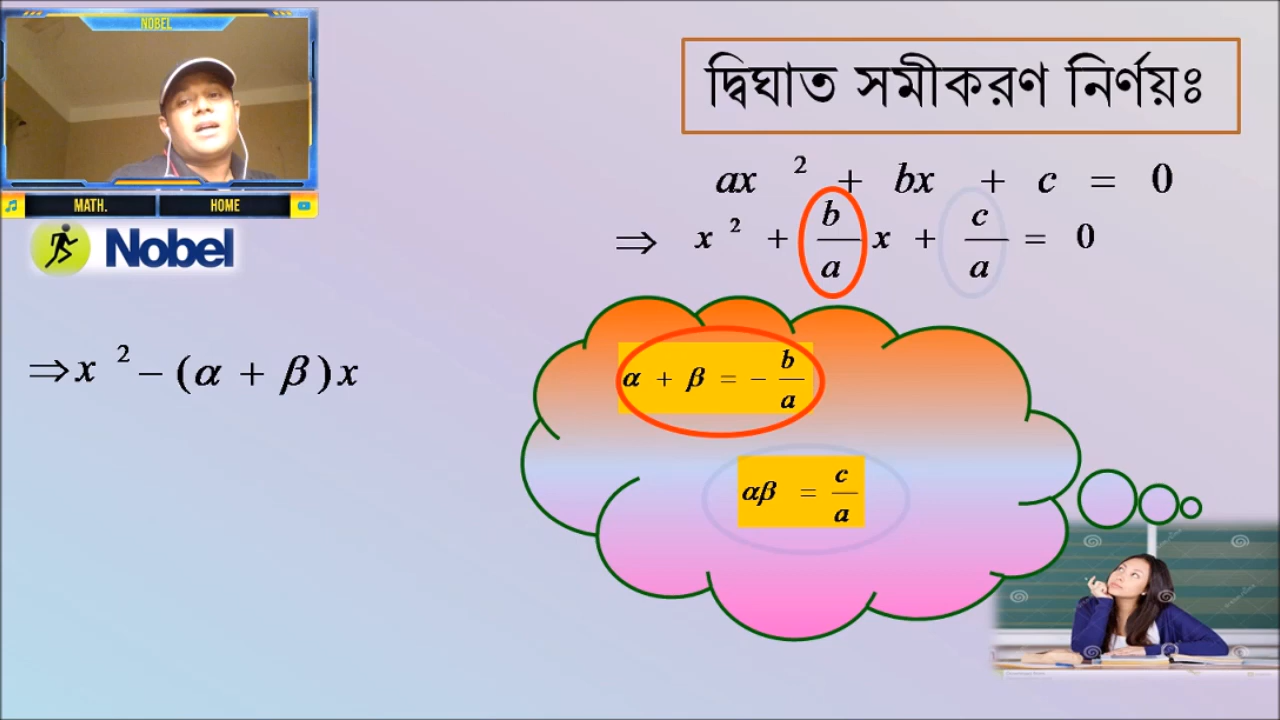 NOBEL
MATH. HOME
Nobel
দ্বিঘাত সমীকরণ নির্ণয়ঃ
ax² + bx + c = 0
⇒ x² + b/a x + c/a = 0
⇒ x² − (α + β)x
α + β = − b/a
αβ = c/a